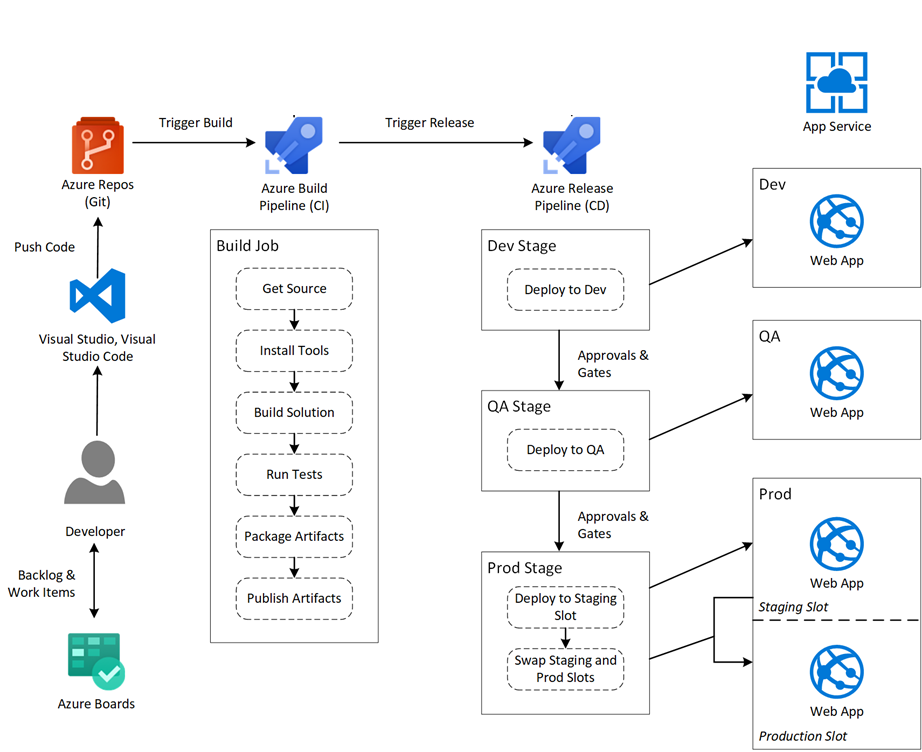 Trigger Build
Trigger Release
App Service
Azure Repos
(Git)
Azure Build
Pipeline (CI)
Azure Release
Pipeline (CD)
Push Code
Visual Studio, Visual
Studio Code
Developer
Backlog &
Work Items
Azure Boards
Build Job
Get Source
Install Tools
Build Solution
Run Tests
Package Artifacts
Publish Artifacts
Dev Stage
Deploy to Dev
Approvals &
Gates
QA Stage
Deploy to QA
Approvals &
Gates
Prod Stage
Deploy to Staging
Slot
Swap Staging and
Prod Slots
Dev
Web App
QA
Web App
Prod
Web App
Staging Slot
Web App
Production Slot